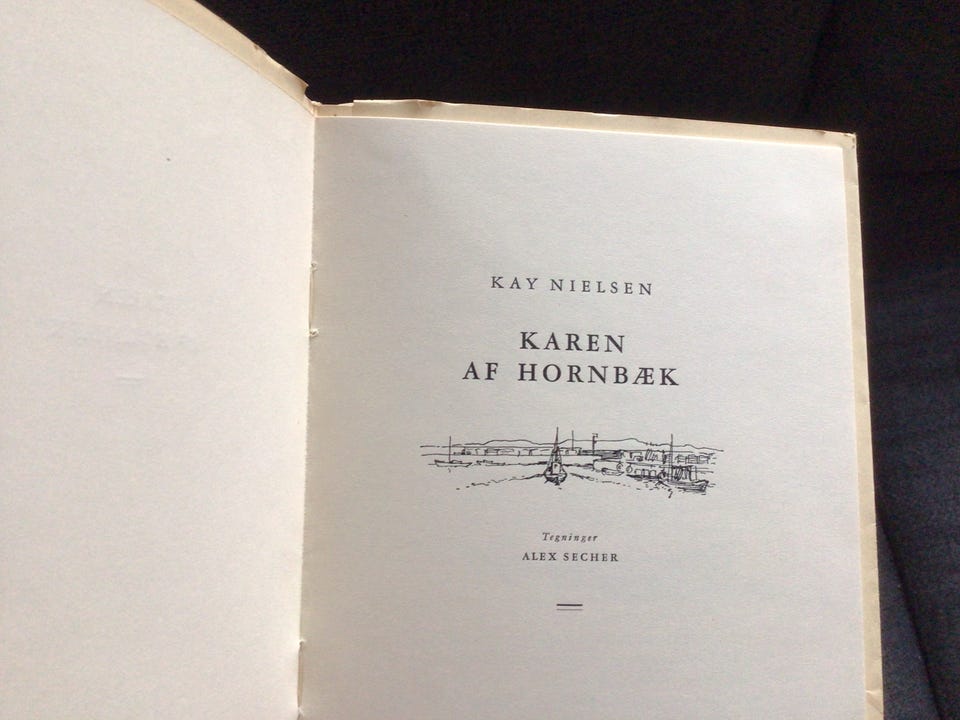 KAY NIELSEN
KAREN
AF HORNBÆK
Tegninger
ALEX SECHER